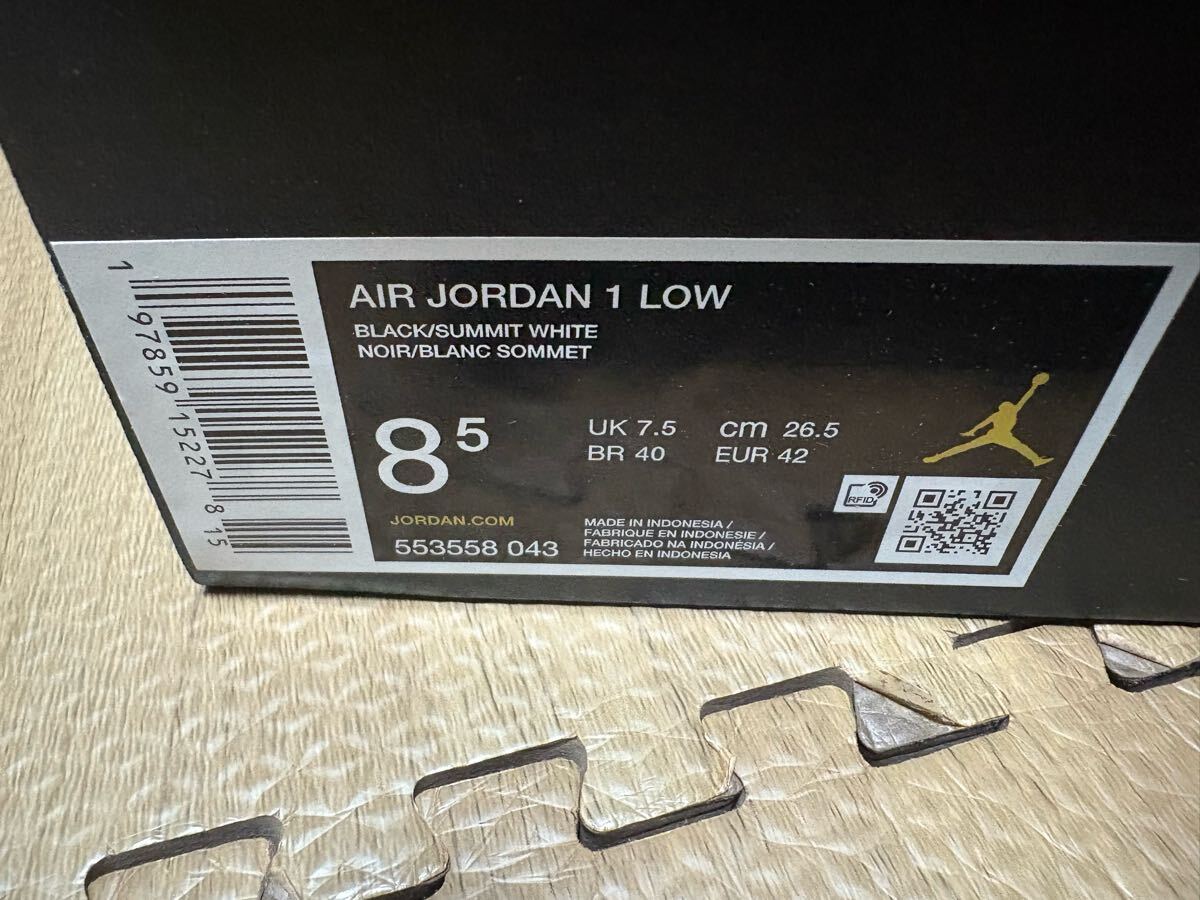 1 97859 15227 8 15
AIR JORDAN 1 LOW
BLACK/SUMMIT WHITE
NOIR/BLANC SOMMET
8 5
UK 7.5 cm 26.5
BR 40 EUR 42
RFID
JORDAN.COM
553558 043
MADE IN INDONESIA /
FABRIQUE EN INDONESIE /
FABRICADO NA INDONÉSIA /
HECHO EN INDONESIA